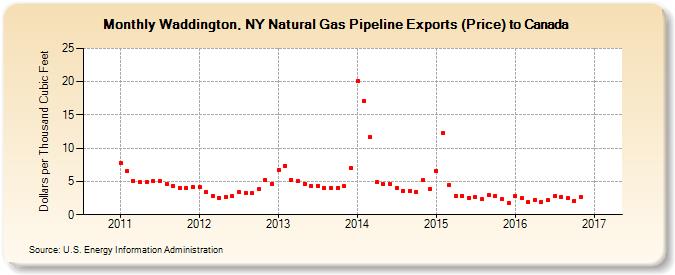 Monthly Waddington, NY Natural Gas Pipeline Exports (Price) to Canada
Dollars per Thousand Cubic Feet
25
20
15
10
5
0
2011 2012 2013 2014 2015 2016 2017
Source: U.S. Energy Information Administration